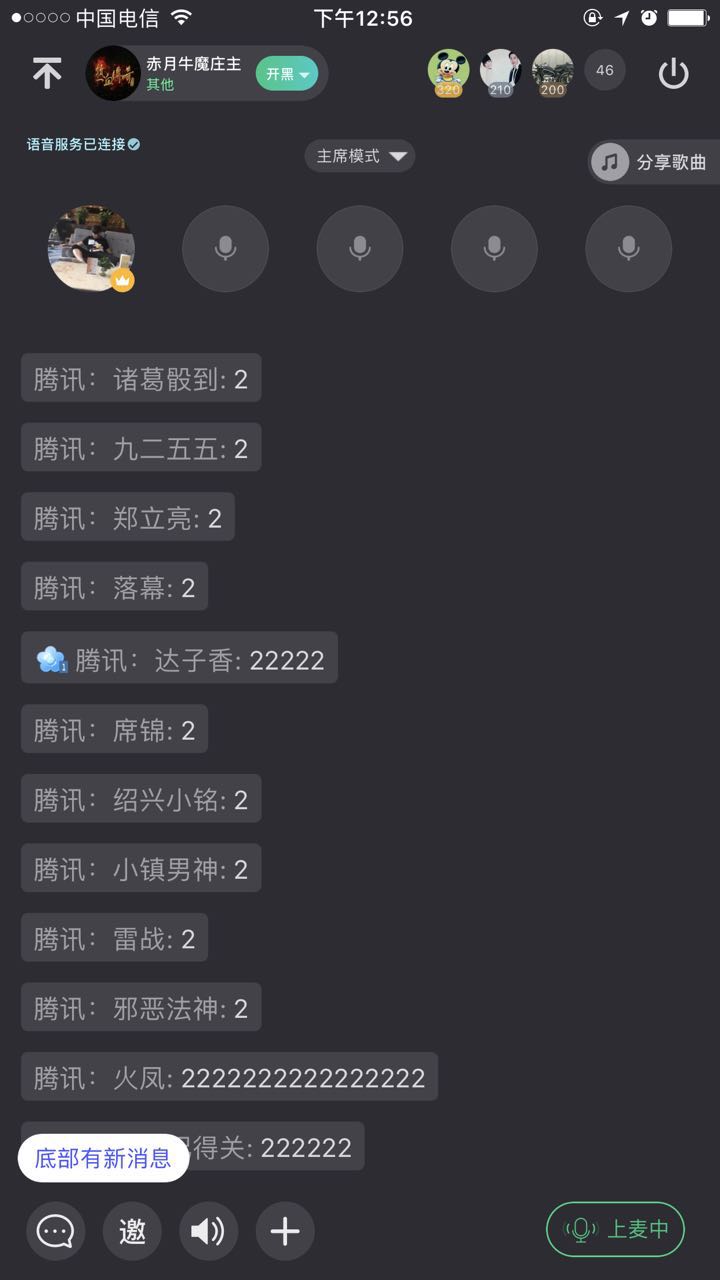 中国电信
下午12:56
赤月牛魔庄主
其他
开黑
320
210
200
46
语音服务已连接
主席模式
分享歌曲
腾讯: 诸葛骰到: 2
腾讯: 九二五五: 2
腾讯: 郑立亮: 2
腾讯: 落幕: 2
1
腾讯: 达子香: 22222
腾讯: 席锦: 2
腾讯: 绍兴小铭: 2
腾讯: 小镇男神: 2
腾讯: 雷战: 2
腾讯: 邪恶法神: 2
腾讯: 火凤: 2222222222222222
得关: 222222
底部有新消息
邀
上麦中